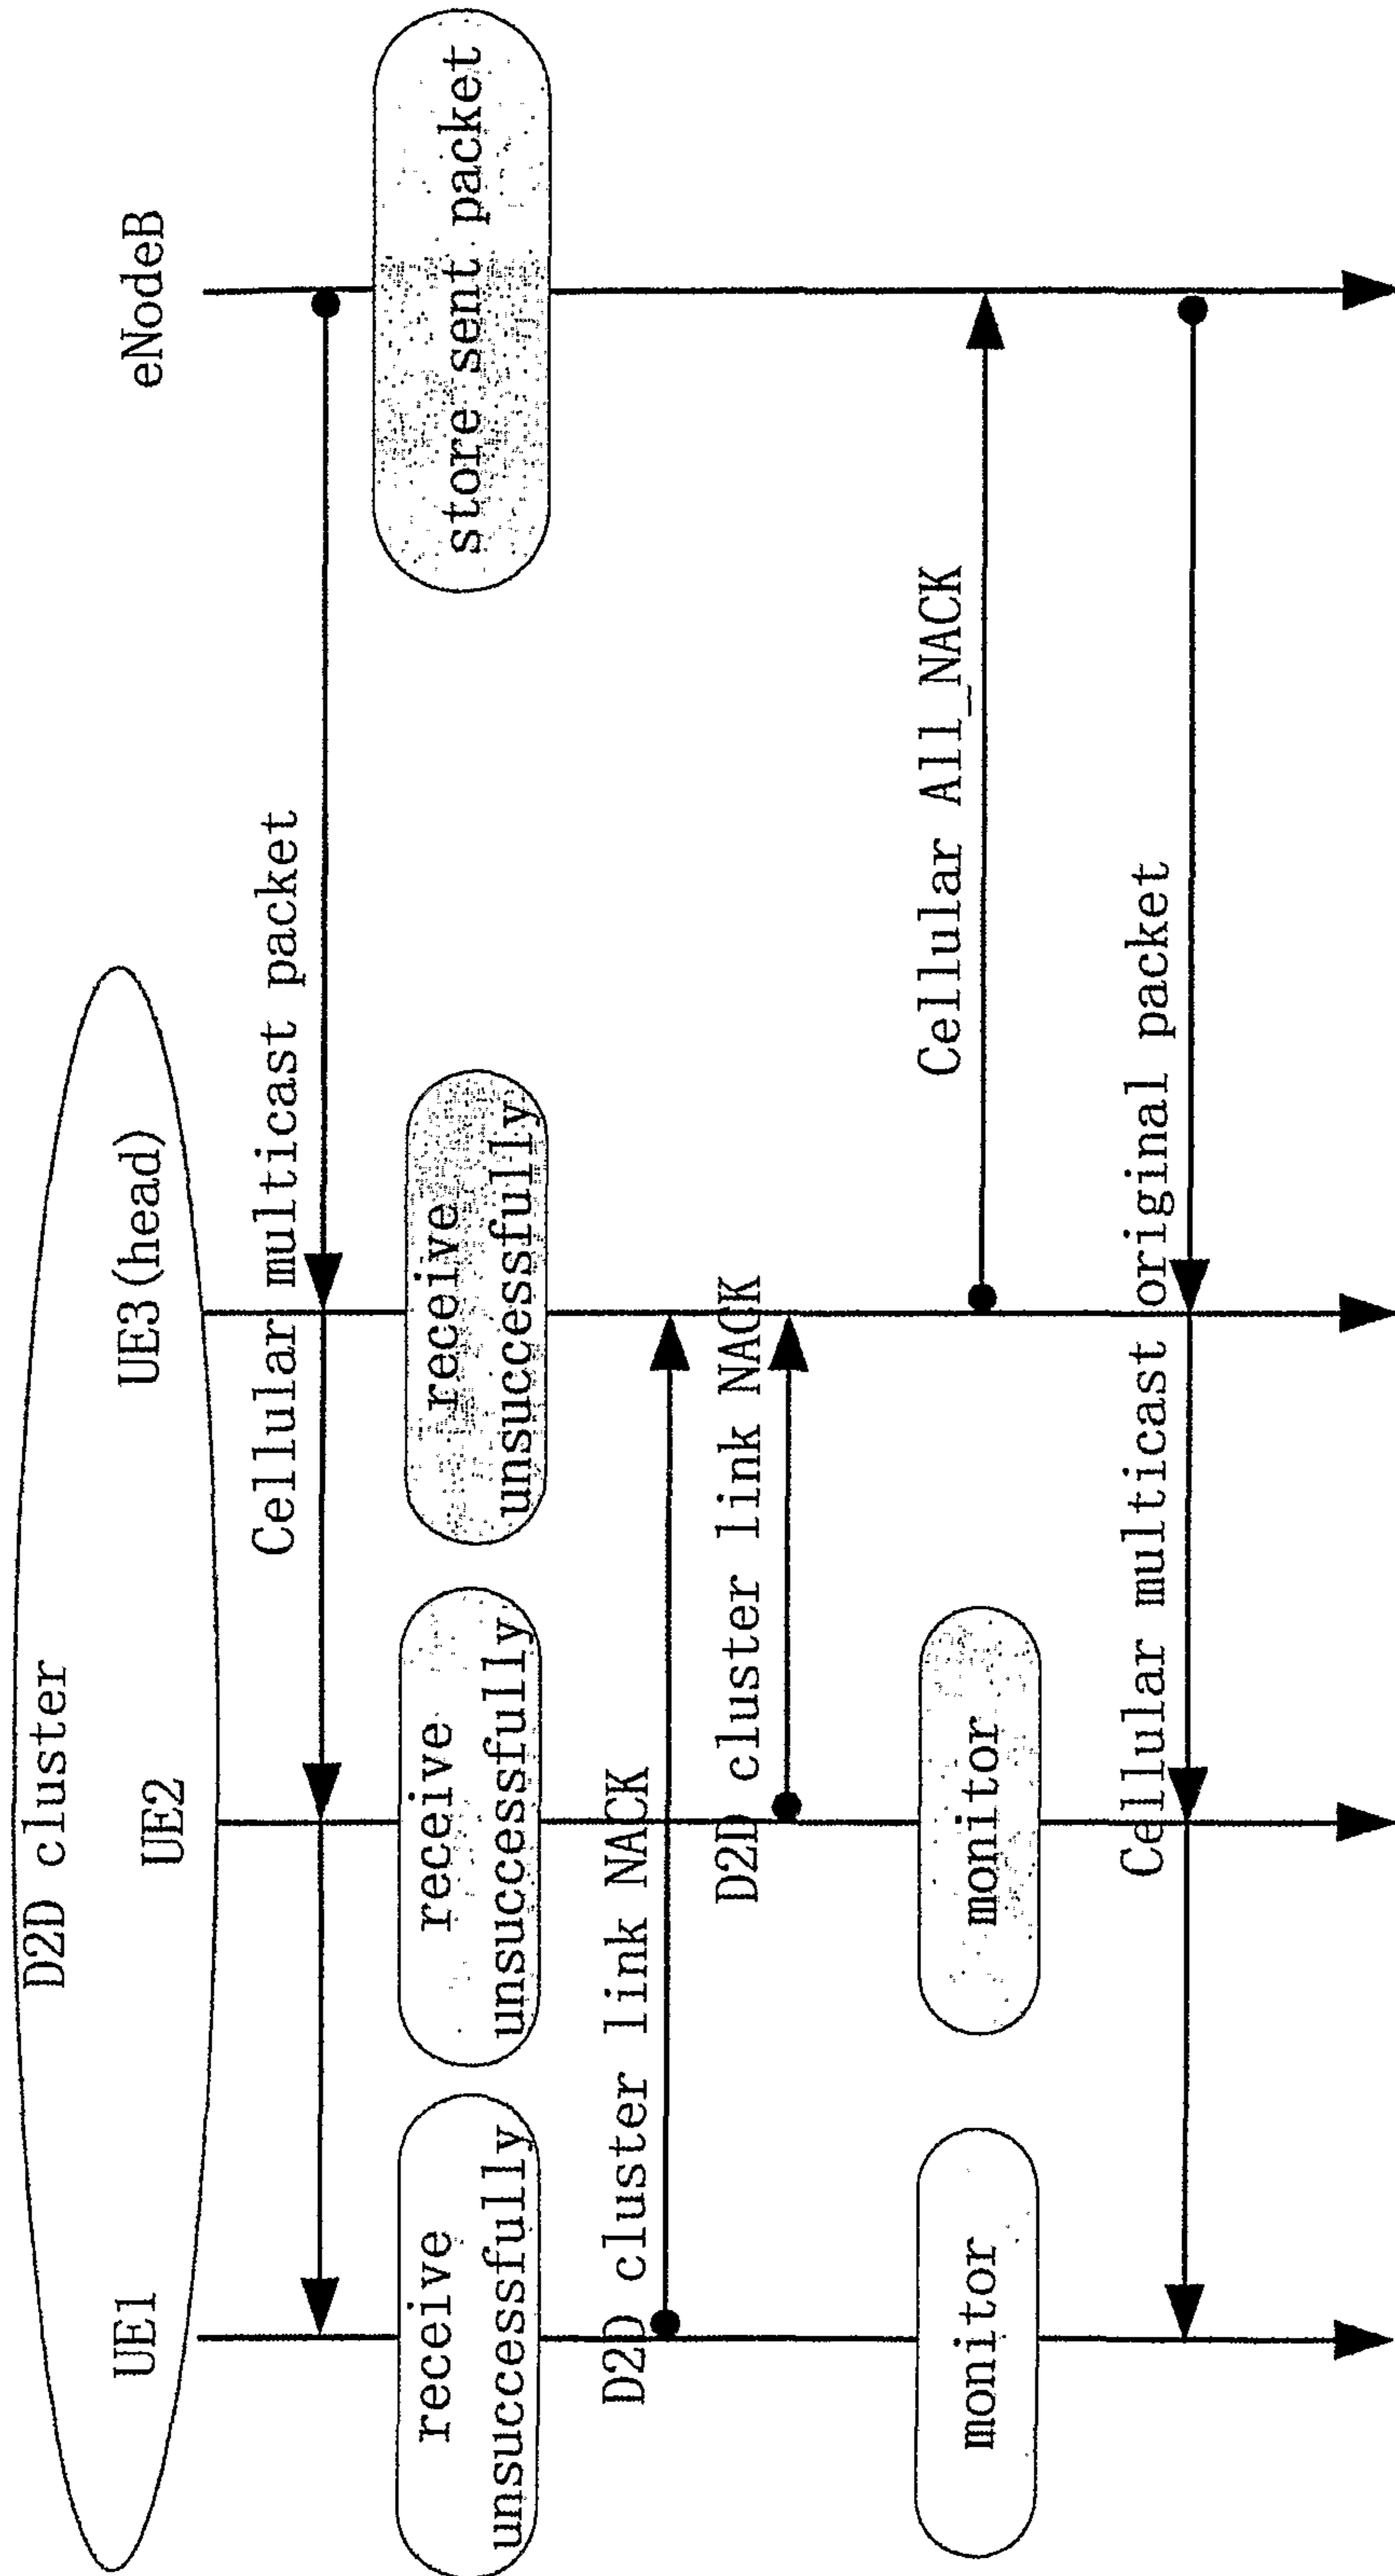 D2D cluster
UE1
UE2
UE3(head)
eNodeB
Cellular multicast packet
receive
unsuccessfully
receive
unsuccessfully
receive
unsuccessfully
store sent packet
D2D cluster link NACK
D2D cluster link NACK
monitor
monitor
Cellular All_NACK
Cellular multicast original packet